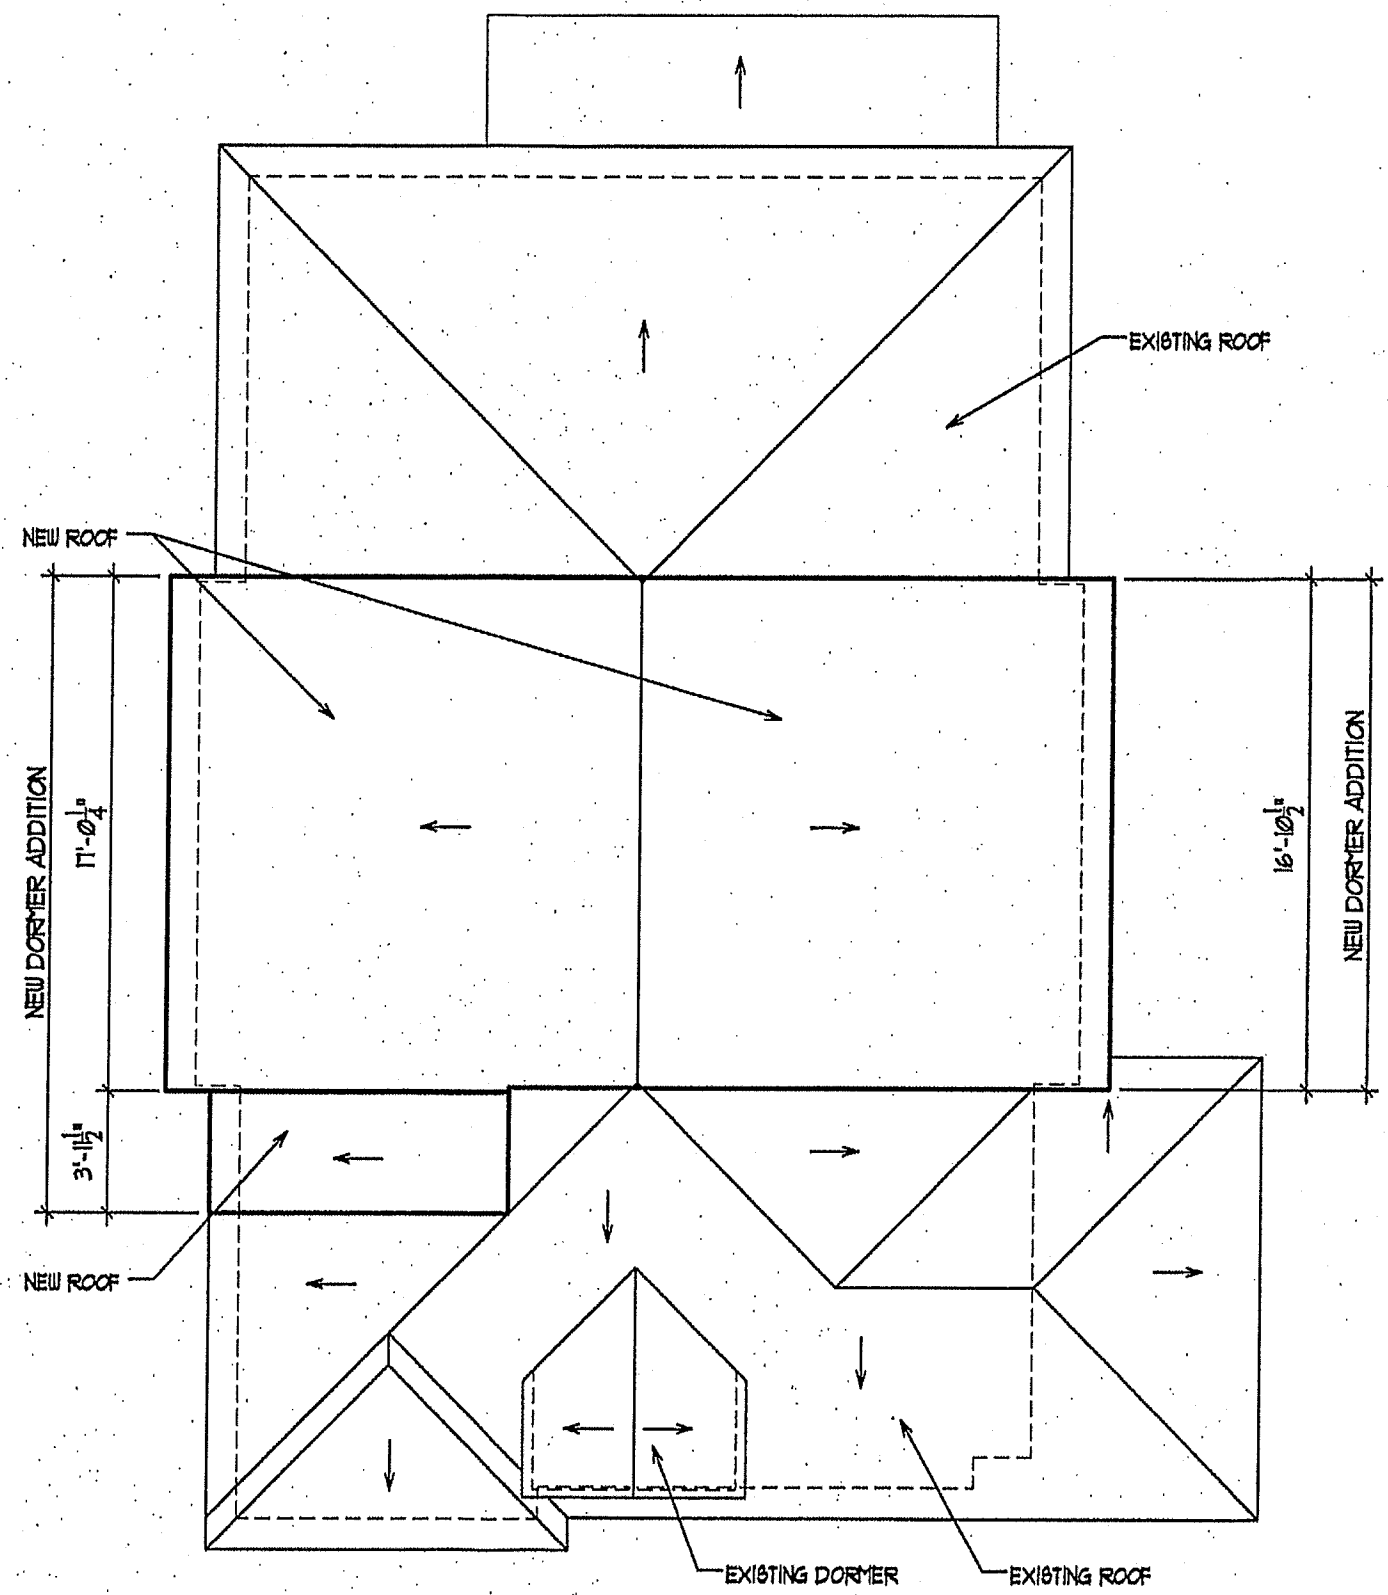 EXISTING ROOF
NEW ROOF
NEW DORMER ADDITION
17'-0 1/4"
3'-11 1/2"
16'-10 1/2"
NEW DORMER ADDITION
NEW ROOF
EXISTING DORMER
EXISTING ROOF